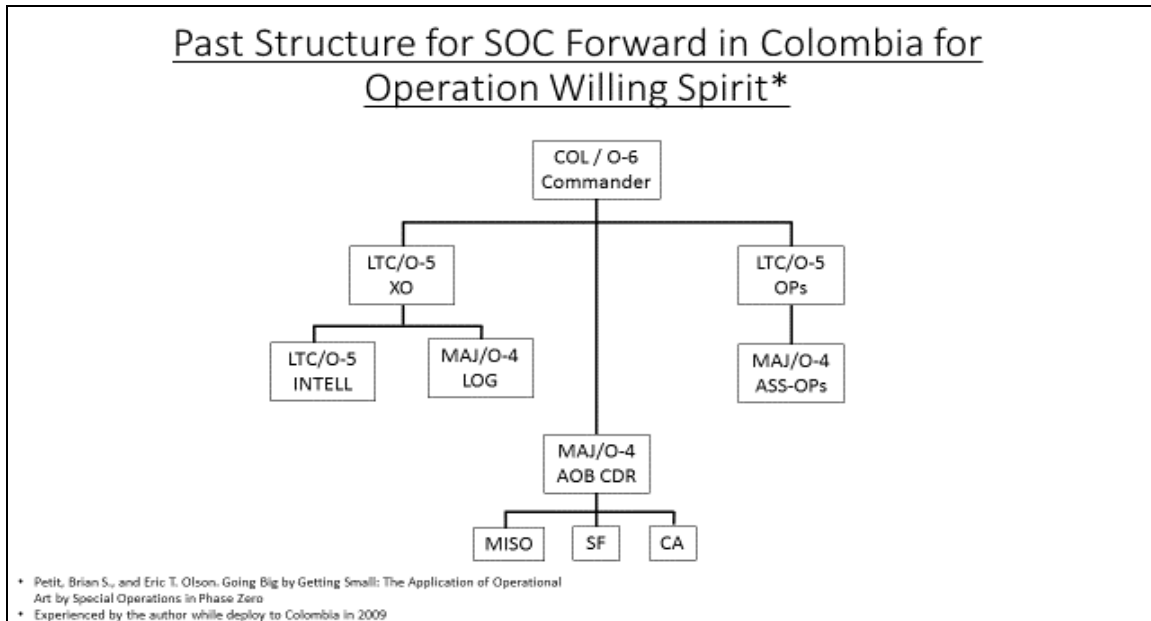 Past Structure for SOC Forward in Colombia for
Operation Willing Spirit*
COL / O-6
Commander
LTC/O-5
XO
LTC/O-5
OPs
LTC/O-5
INTELL
MAJ/O-4
LOG
MAJ/O-4
ASS-OPs
MAJ/O-4
AOB CDR
MISO
SF
CA
* Petit, Brian S., and Eric T. Olson. Going Big by Getting Small: The Application of Operational
Art by Special Operations in Phase Zero
* Experienced by the author while deploy to Colombia in 2009